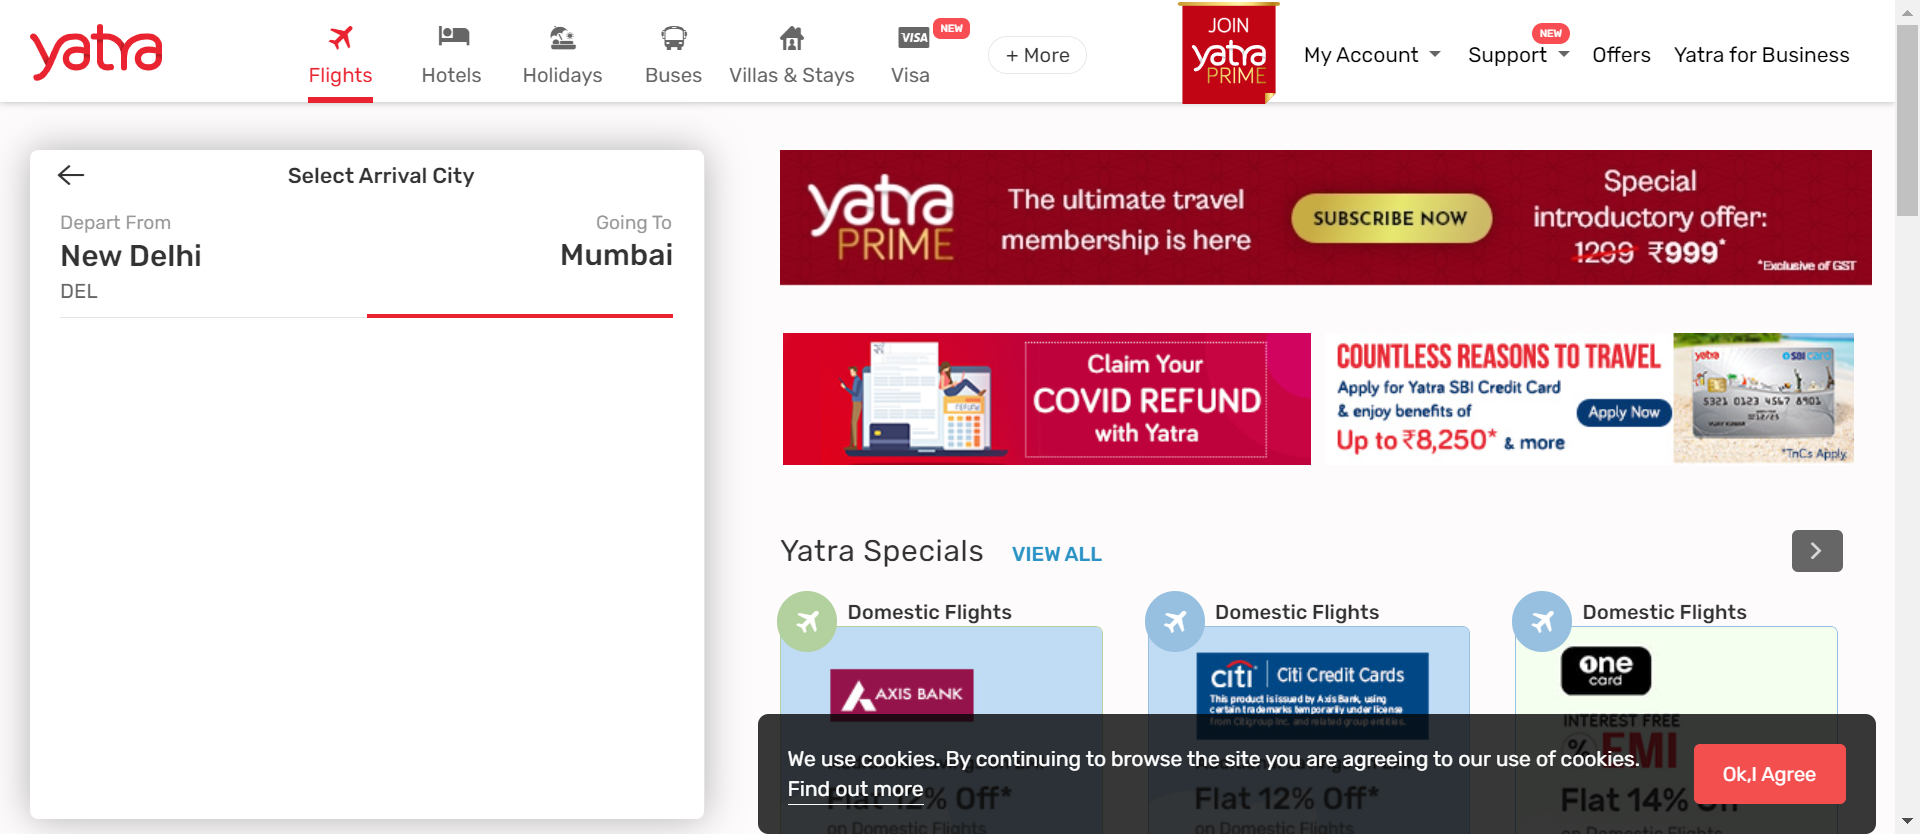 yatra
Flights
Hotels
Holidays
Buses
Villas & Stays
VISA
Visa
NEW
+ More
JOIN
yatra
PRIME
My Account
Support
NEW
Offers
Yatra for Business
Select Arrival City
Depart From
New Delhi
DEL
Going To
Mumbai
yatra
PRIME
The ultimate travel
membership is here
SUBSCRIBE NOW
Special
introductory offer:
1299 ₹999*
*Exclusive of GST
Claim Your
COVID REFUND
with Yatra
REFUND
COUNTLESS REASONS TO TRAVEL
Apply for Yatra SBI Credit Card
& enjoy benefits of
Up to ₹8,250* & more
Apply Now
yatra
SBI card
5321 0123 4567 8901
12/25
VIJAY KUMAR
*TnCs Apply
Yatra Specials
VIEW ALL
Domestic Flights
AXIS BANK
Flat 12% Off*
on Domestic Flights
Domestic Flights
citi
Citi Credit Cards
This product is issued by Axis Bank, using
certain trademarks temporarily under license
from Citigroup Inc. and related group entities.
Flat 12% Off*
on Domestic Flights
Domestic Flights
one
card
INTEREST FREE
% EMI
Flat 14% Off
on Domestic Flights
We use cookies. By continuing to browse the site you are agreeing to our use of cookies.
Find out more
Ok,I Agree